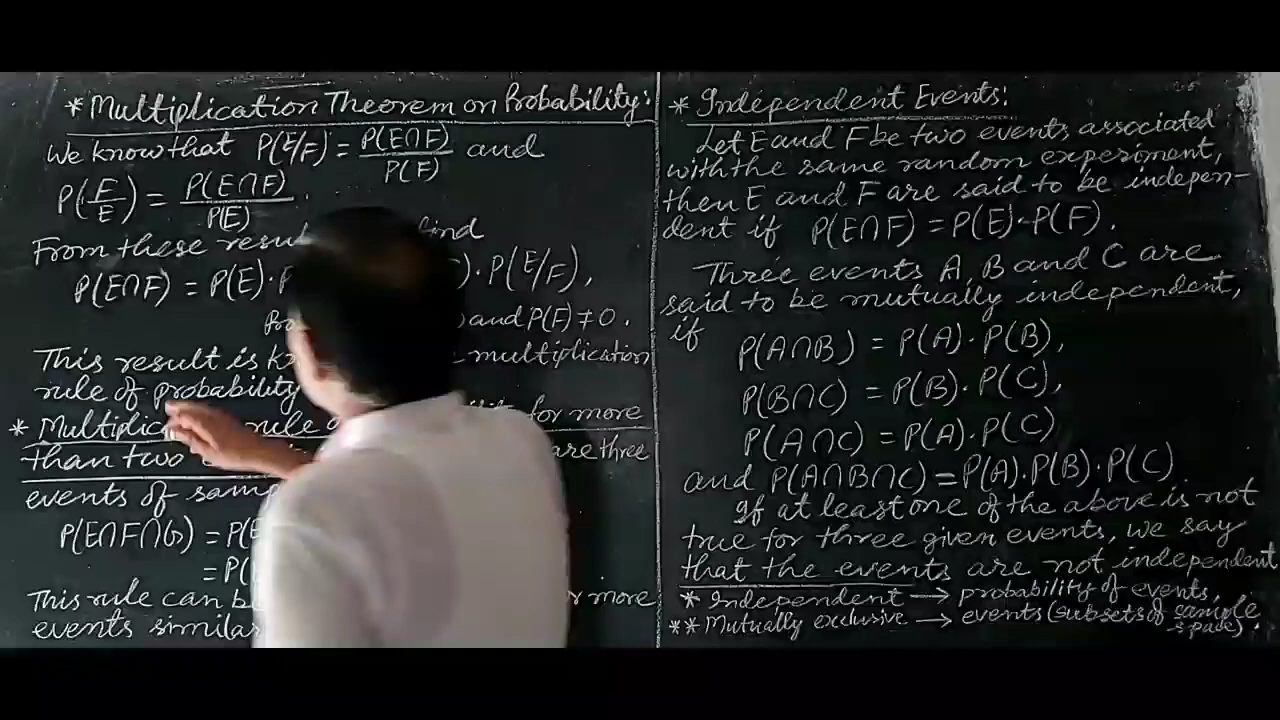 * Multiplication Theorem on Probability:
We know that P(E/F) = P(E∩F)/P(F) and
P(F/E) = P(E∩F)/P(E).
From these find
P(E∩F) = P(E)· ·P(E/F),
and P(F) ≠ 0.
This result is multiplication
rule of probability
* rule for more
than two are three
events of
P(E∩F∩G) =
= P(
This rule can more
events
* Independent Events:
Let E and F be two events associated
with the same random experiment,
then E and F are said to be indepen-
dent if P(E∩F) = P(E)·P(F).
Three events A, B and C are
said to be mutually independent,
if
P(A∩B) = P(A)·P(B),
P(B∩C) = P(B)·P(C),
P(A∩C) = P(A)·P(C)
and P(A∩B∩C) = P(A).P(B)·P(C)
If at least one of the above is not
true for three given events, we say
that the events are not independent
* Independent → probability of events,
** Mutually exclusive → events (subsets of sample
space).